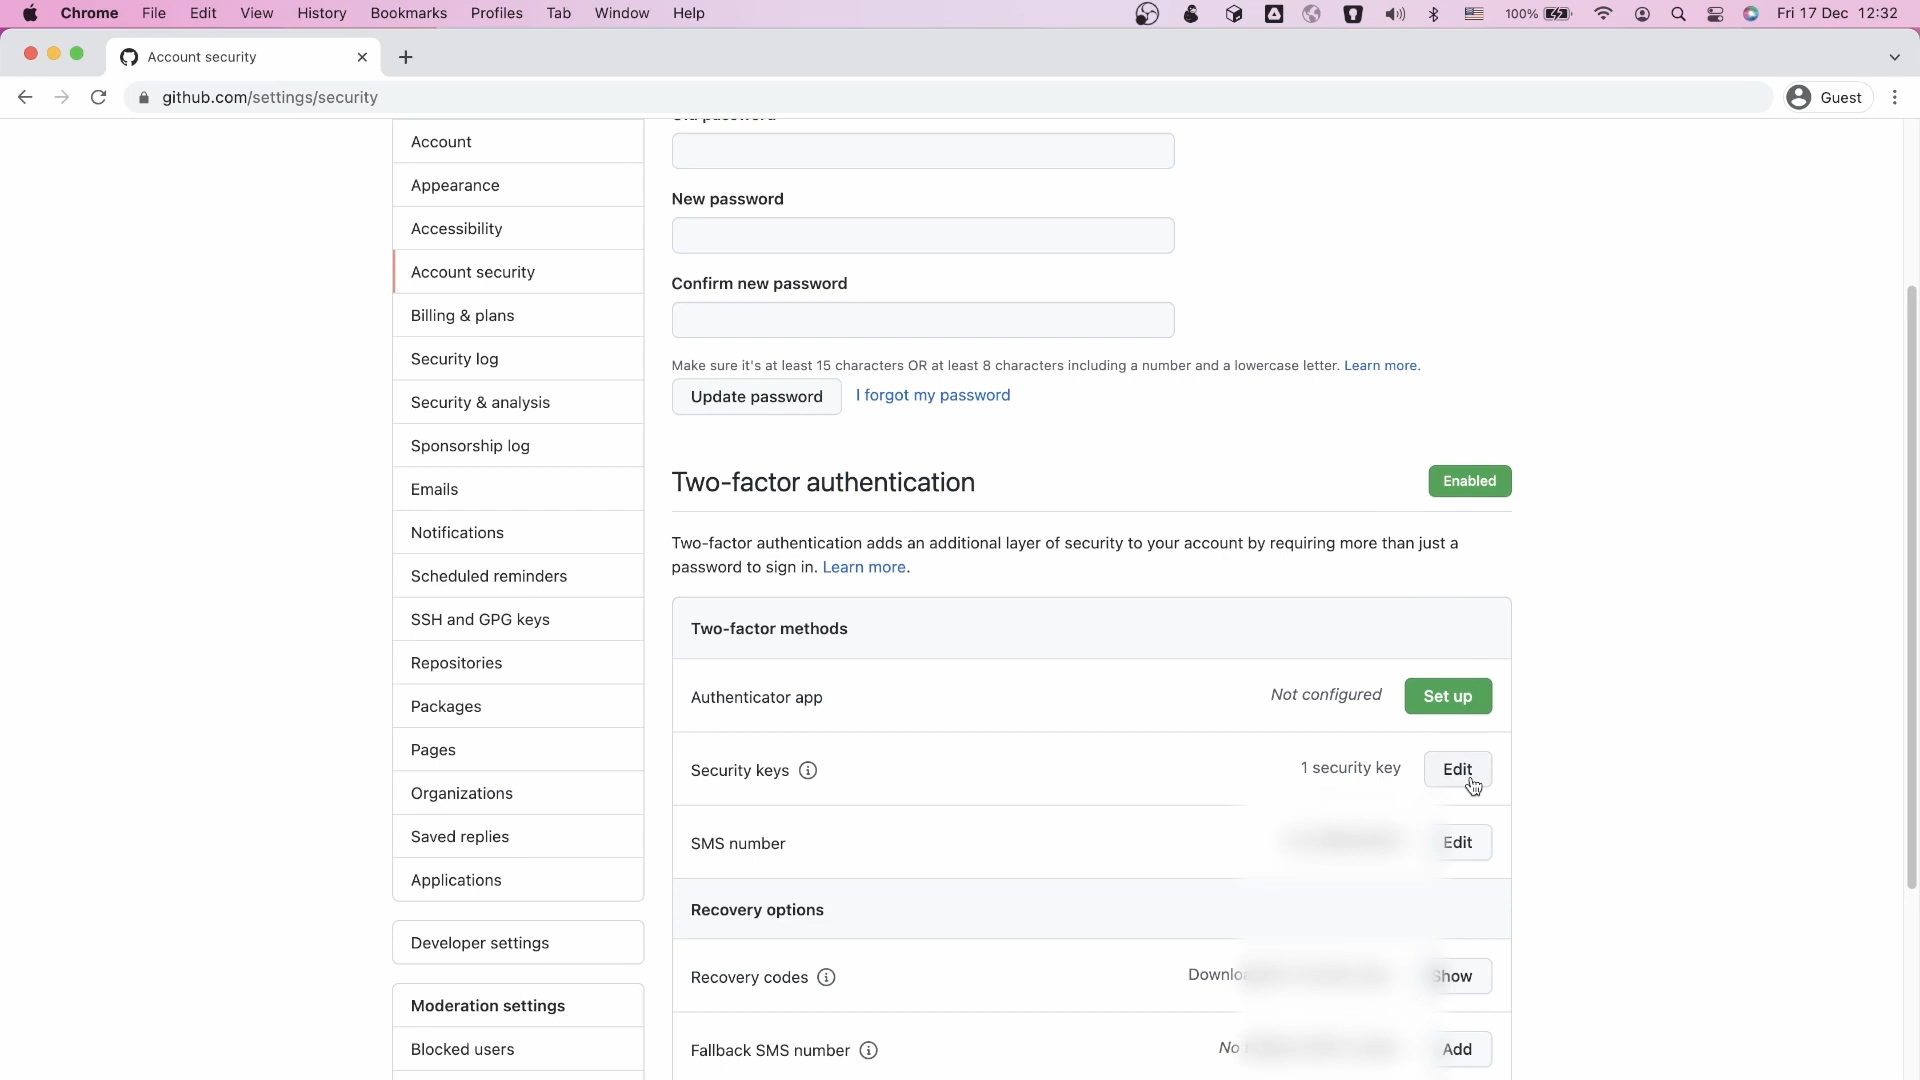 Chrome File Edit View History Bookmarks Profiles Tab Window Help 100% Fri 17 Dec 12:32
Account security
github.com/settings/security
Guest
Account
Appearance
Accessibility
Account security
Billing & plans
Security log
Security & analysis
Sponsorship log
Emails
Notifications
Scheduled reminders
SSH and GPG keys
Repositories
Packages
Pages
Organizations
Saved replies
Applications
Developer settings
Moderation settings
Blocked users
New password
Confirm new password
Make sure it's at least 15 characters OR at least 8 characters including a number and a lowercase letter. Learn more.
Update password I forgot my password
Two-factor authentication Enabled
Two-factor authentication adds an additional layer of security to your account by requiring more than just a
password to sign in. Learn more.
Two-factor methods
Authenticator app Not configured Set up
Security keys 1 security key Edit
SMS number Edit
Recovery options
Recovery codes Show
Fallback SMS number No Add